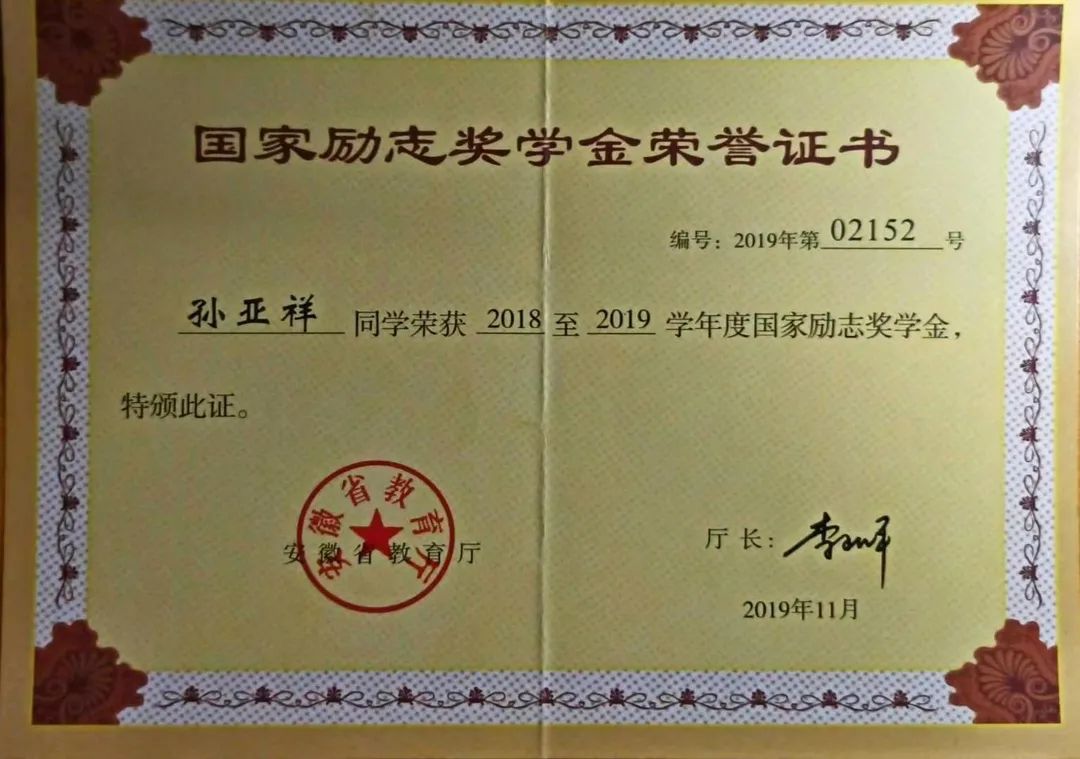 国家励志奖学金荣誉证书
编号：2019年第02152号
孙亚祥同学荣获2018至2019学年度国家励志奖学金，
特颁此证。
安徽省教育厅
安徽省教育厅
厅长：
2019年11月